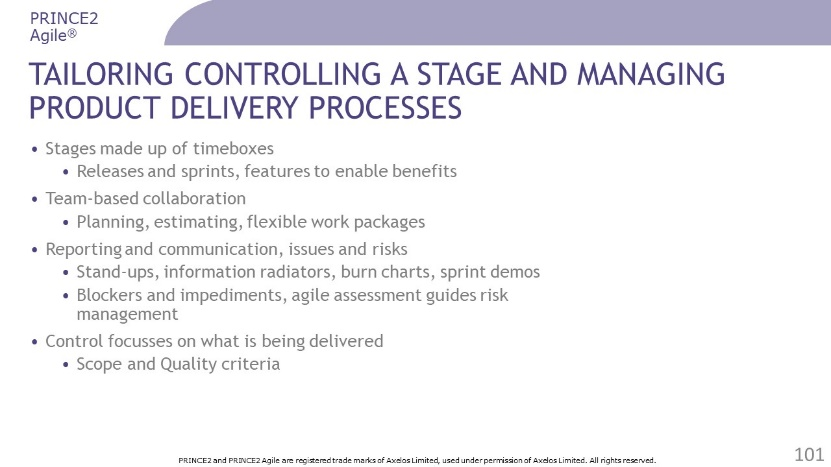 PRINCE2
Agile®
TAILORING CONTROLLING A STAGE AND MANAGING
PRODUCT DELIVERY PROCESSES
• Stages made up of timeboxes
• Releases and sprints, features to enable benefits
• Team-based collaboration
• Planning, estimating, flexible work packages
• Reporting and communication, issues and risks
• Stand-ups, information radiators, burn charts, sprint demos
• Blockers and impediments, agile assessment guides risk
management
• Control focusses on what is being delivered
• Scope and Quality criteria
PRINCE2 and PRINCE2 Agile are registered trade marks of Axelos Limited, used under permission of Axelos Limited. All rights reserved.
101